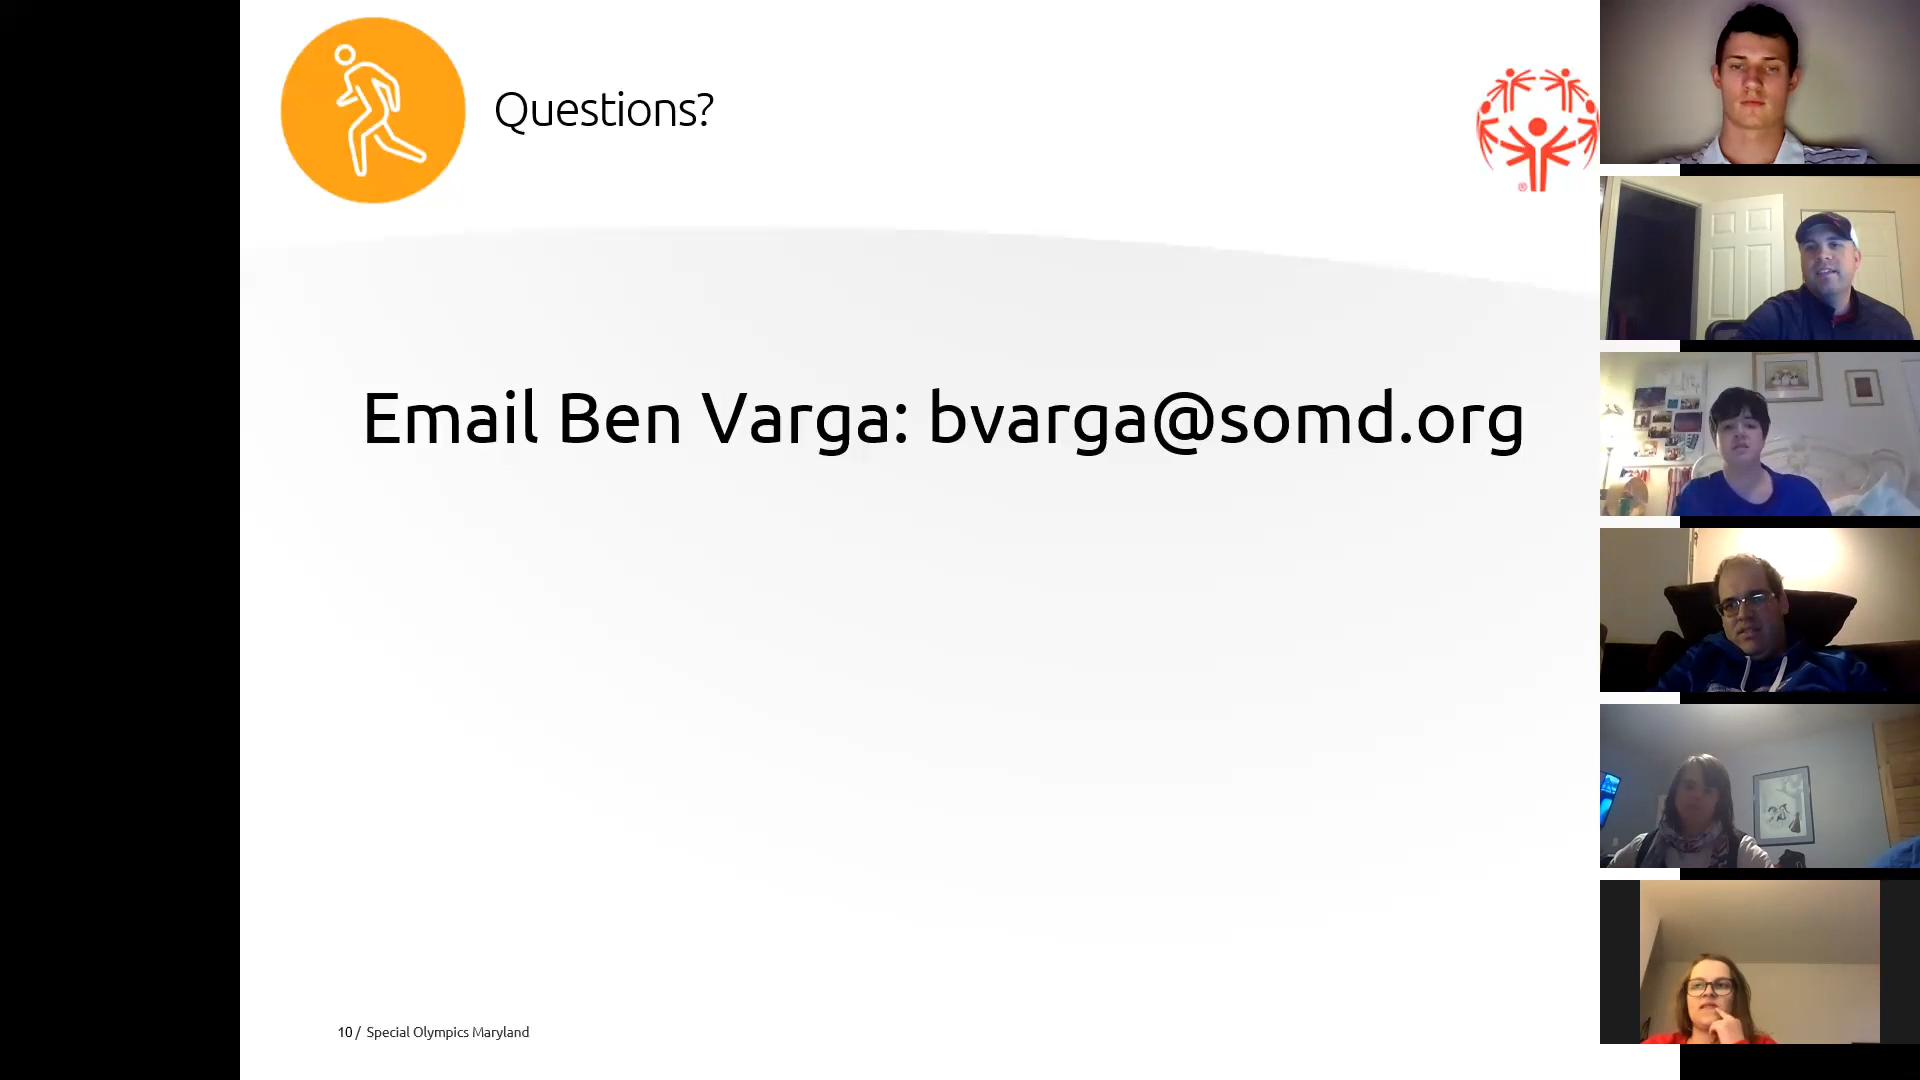 Questions?
®
Email Ben Varga: bvarga@somd.org
10 / Special Olympics Maryland